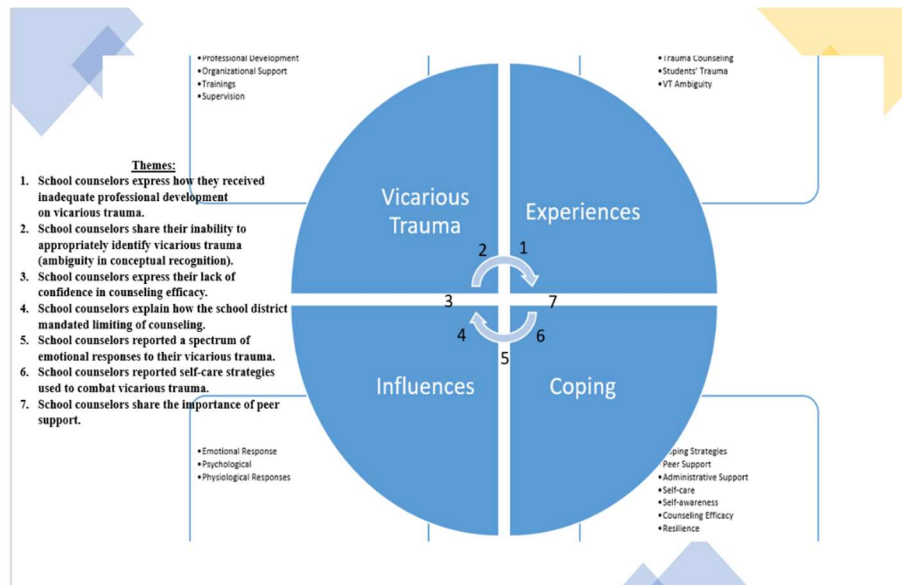 •Professional Development
•Organizational Support
•Trainings
•Supervision
•Trauma Counseling
•Students' Trauma
•VT Ambiguity
Themes:
1. School counselors express how they received
inadequate professional development
on vicarious trauma.
2. School counselors share their inability to
appropriately identify vicarious trauma
(ambiguity in conceptual recognition).
3. School counselors express their lack of
confidence in counseling efficacy.
4. School counselors explain how the school district
mandated limiting of counseling.
5. School counselors reported a spectrum of
emotional responses to their vicarious trauma.
6. School counselors reported self-care strategies
used to combat vicarious trauma.
7. School counselors share the importance of peer
support.
Vicarious
Trauma
Experiences
2 1
3 7
4 6
5
Influences
Coping
•Emotional Response
•Psychological
•Physiological Responses
oping Strategies
Peer Support
•Administrative Support
•Self-care
•Self-awareness
•Counseling Efficacy
•Resilience